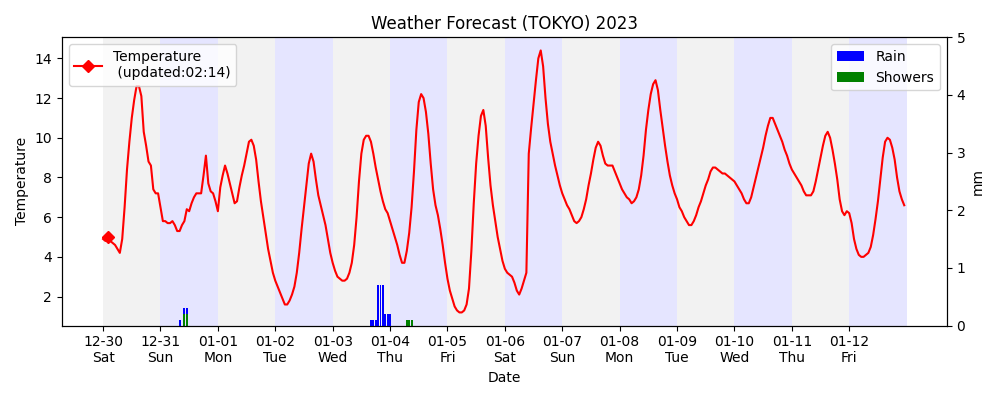 Weather Forecast (TOKYO) 2023
Temperature
(updated:02:14)
Rain
Showers
Temperature
14
12
10
8
6
4
2
5
4
3
2
1
0
mm
12-30 12-31 01-01 01-02 01-03 01-04 01-05 01-06 01-07 01-08 01-09 01-10 01-11 01-12
Sat Sun Mon Tue Wed Thu Fri Sat Sun Mon Tue Wed Thu Fri
Date